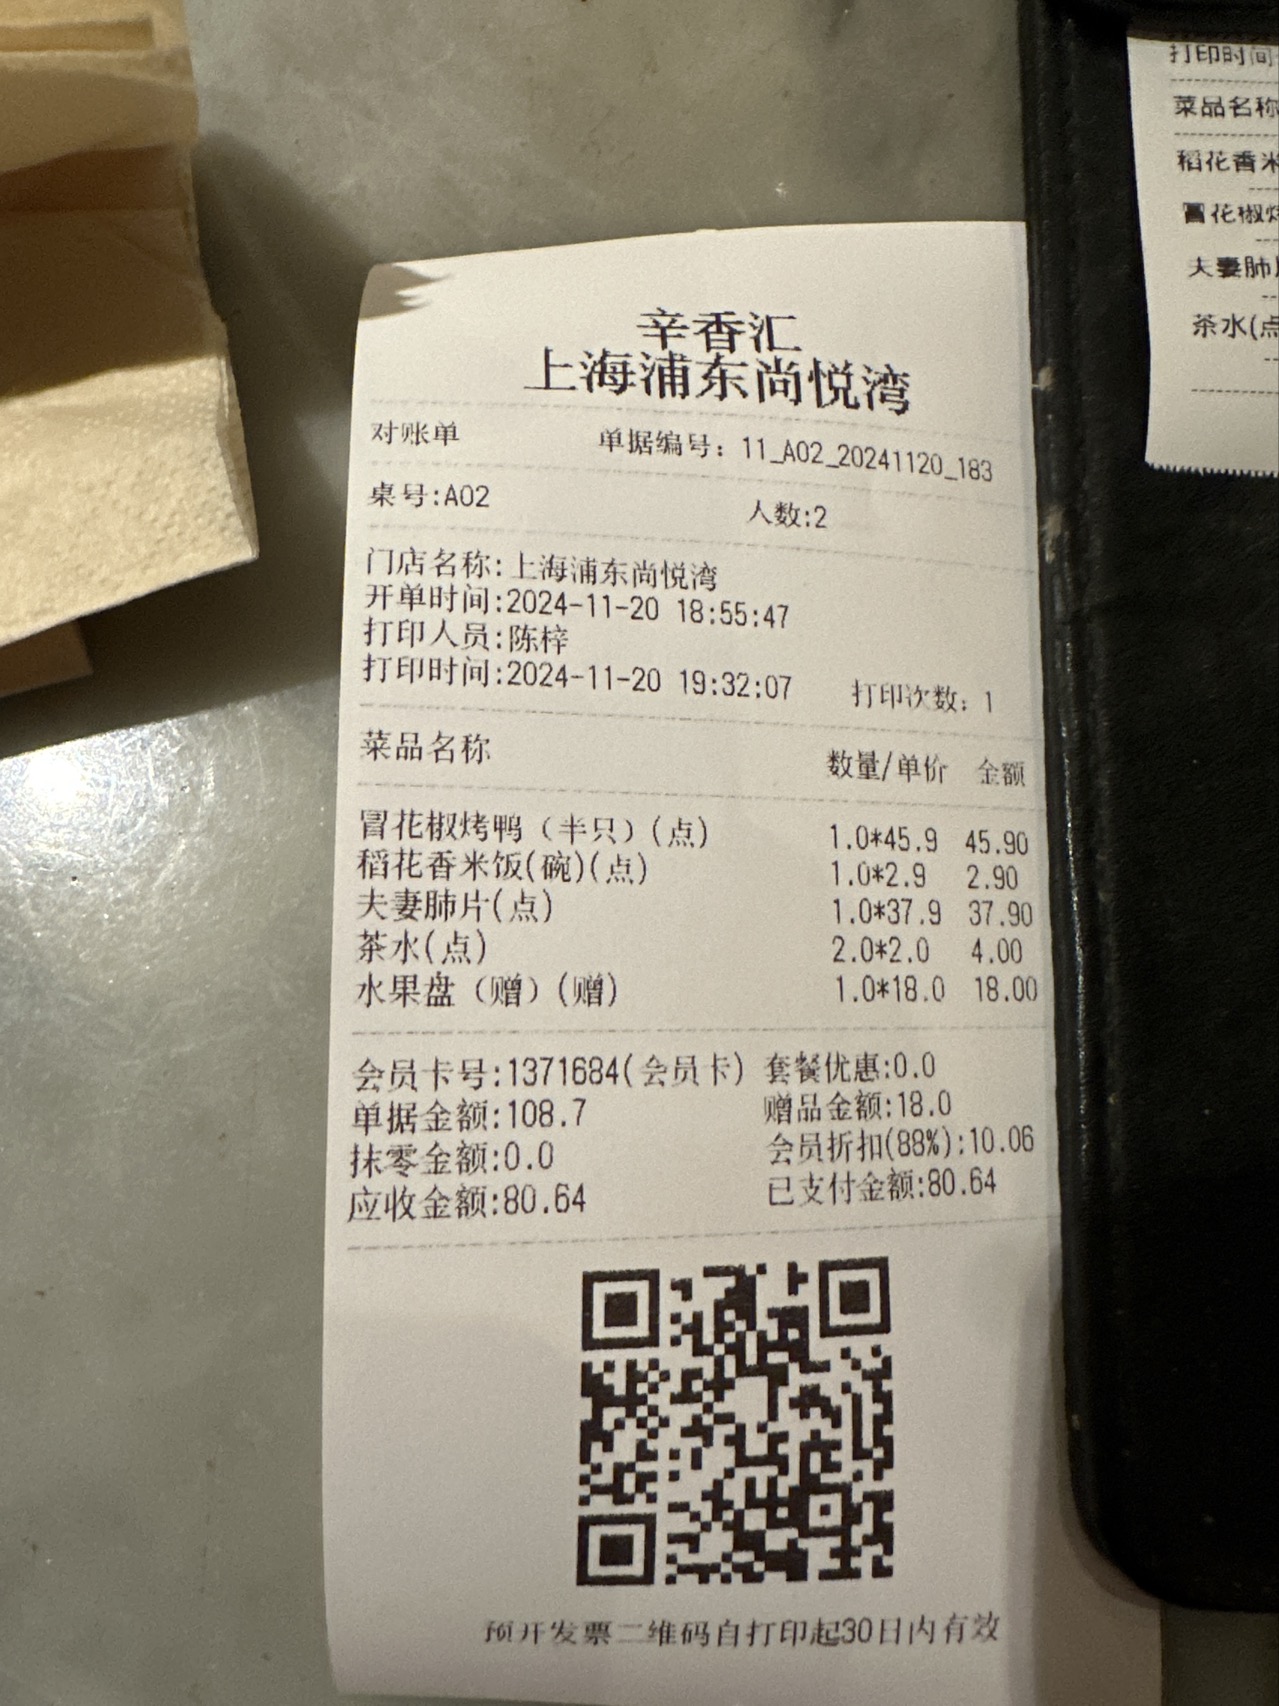 辛香汇
上海浦东尚悦湾
对账单 单据编号：11_A02_20241120_183
桌号:A02 人数:2
门店名称:上海浦东尚悦湾
开单时间:2024-11-20 18:55:47
打印人员:陈梓
打印时间:2024-11-20 19:32:07 打印次数：1
菜品名称 数量/单价 金额
冒花椒烤鸭（半只）(点) 1.0*45.9 45.90
稻花香米饭(碗)(点) 1.0*2.9 2.90
夫妻肺片(点) 1.0*37.9 37.90
茶水(点) 2.0*2.0 4.00
水果盘（赠）(赠) 1.0*18.0 18.00
会员卡号:1371684(会员卡) 套餐优惠:0.0
单据金额:108.7 赠品金额:18.0
抹零金额:0.0 会员折扣(88%):10.06
应收金额:80.64 已支付金额:80.64
预开发票二维码自打印起30日内有效
打印时间
菜品名称
稻花香米
冒花椒烤
夫妻肺片
茶水(点